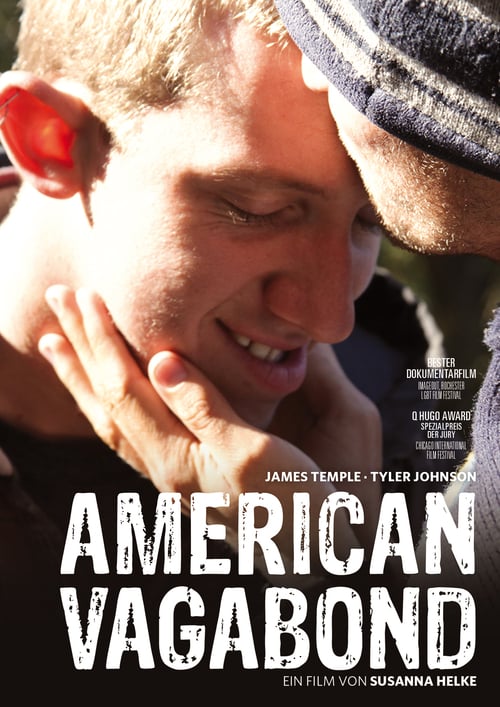 BESTER
DOKUMENTARFILM
IMAGEOUT, ROCHESTER
LGBT FILM FESTIVAL
Q HUGO AWARD
SPEZIALPREIS
DER JURY
CHICAGO INTERNATIONAL
FILM FESTIVAL
JAMES TEMPLE · TYLER JOHNSON
AMERICAN
VAGABOND
EIN FILM VON SUSANNA HELKE